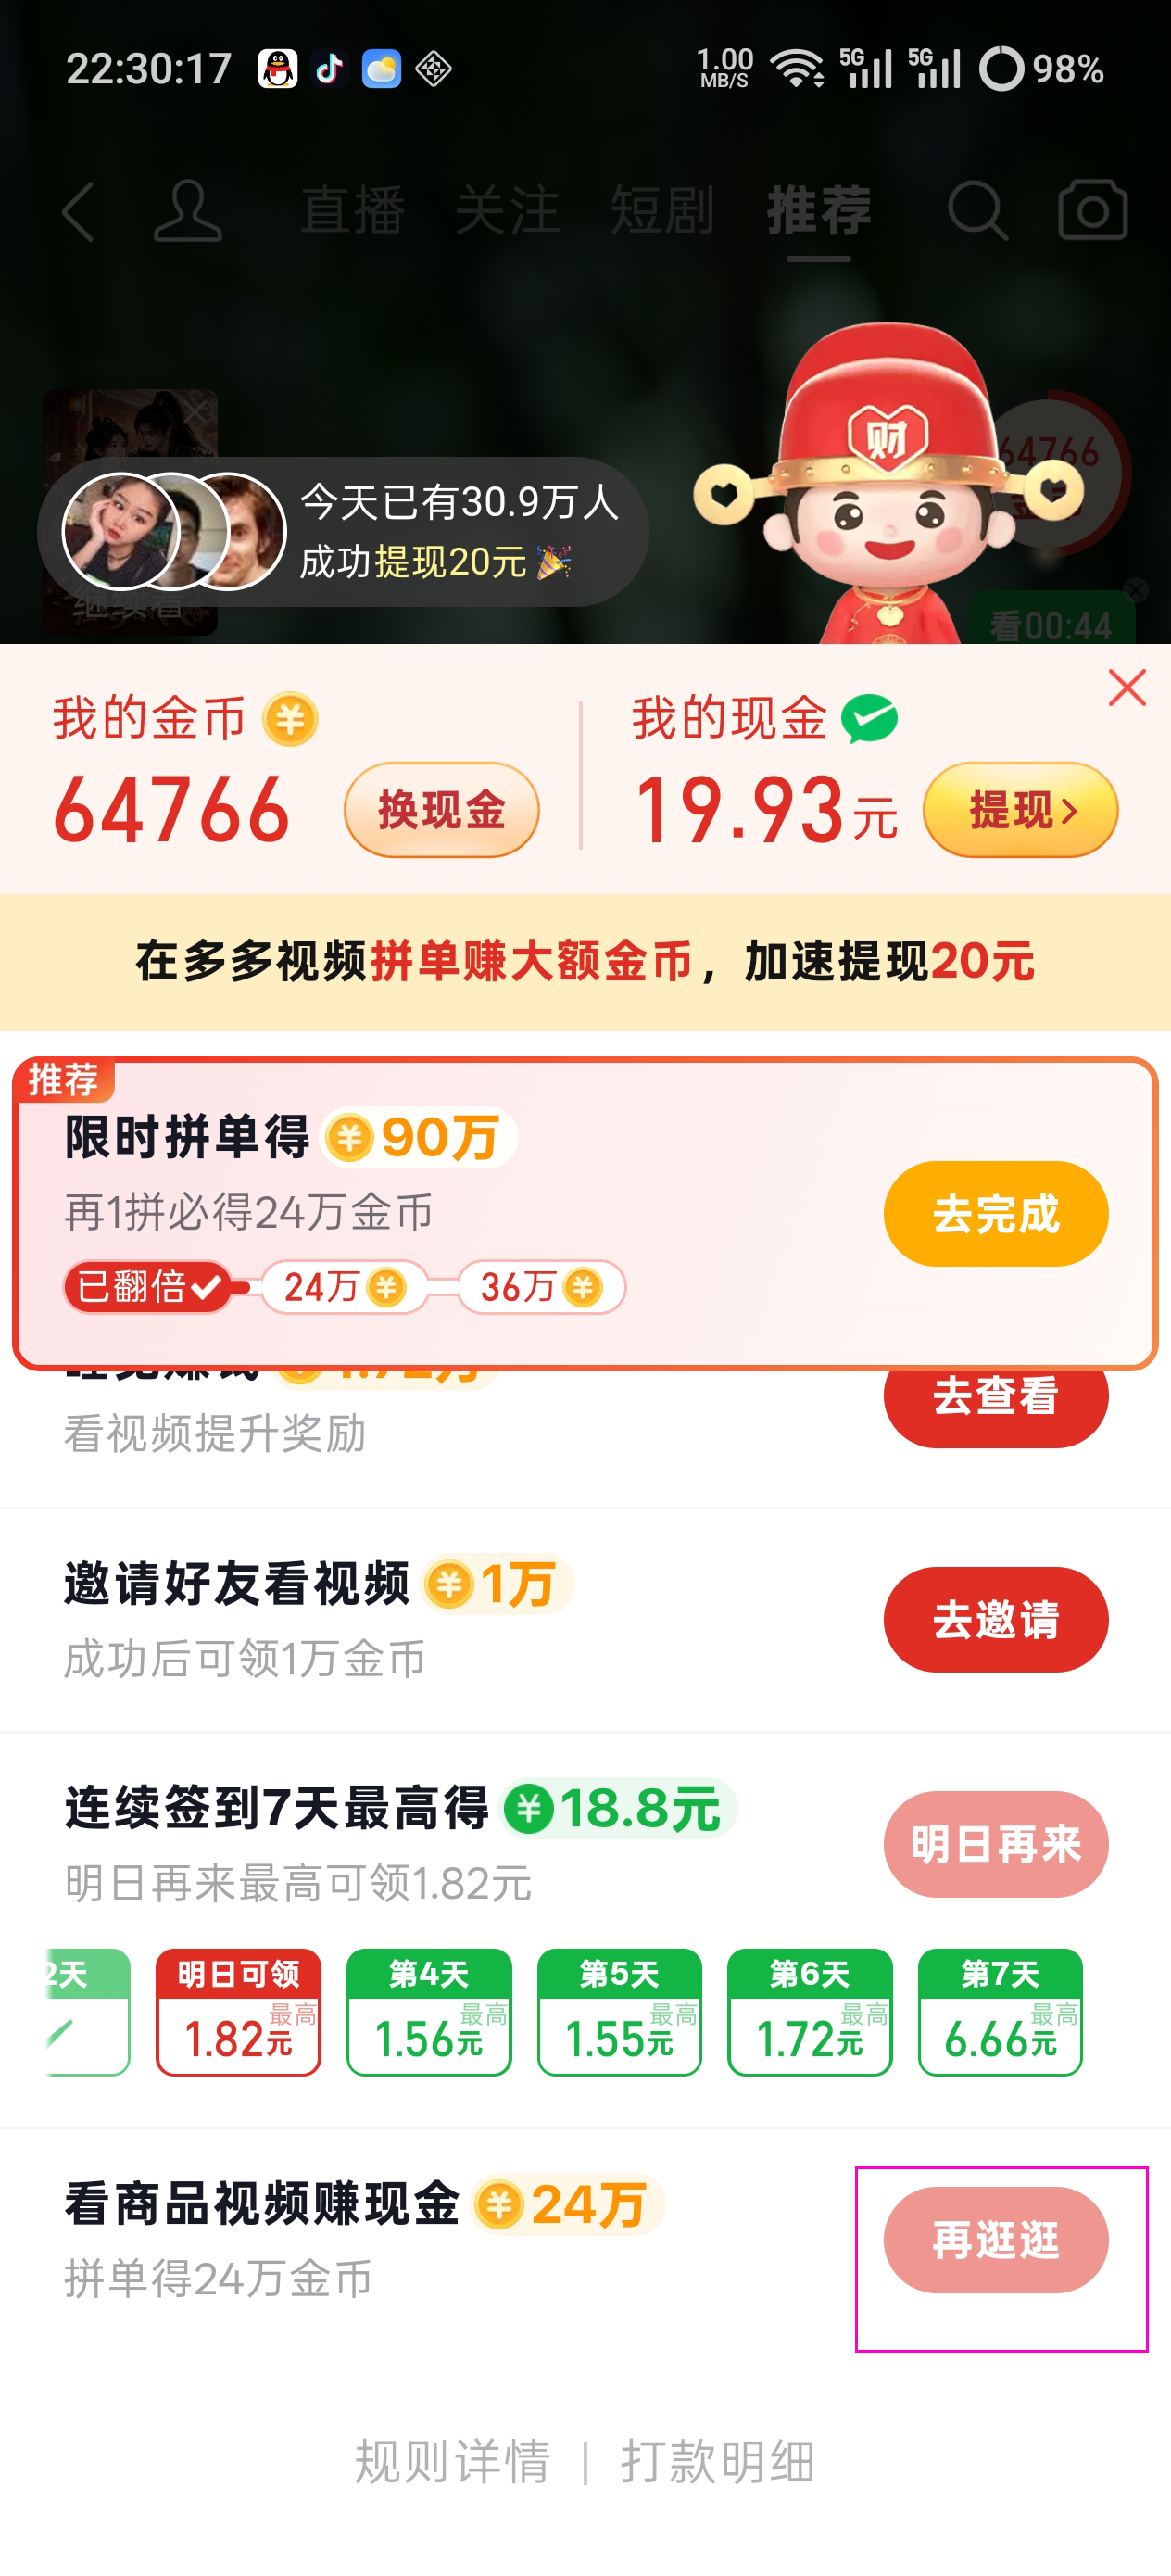 22:30:17
1.00 MB/S 5G 5G 98%
直播 关注 短剧 推荐
财
64766
今天已有30.9万人
成功提现20元
继续看
看00:44
我的金币
我的现金
64766 换现金
19.93元 提现
在多多视频拼单赚大额金币，加速提现20元
推荐
限时拼单得 90万
再1拼必得24万金币
去完成
已翻倍 24万 36万
去查看
看视频提升奖励
邀请好友看视频 1万
成功后可领1万金币
去邀请
连续签到7天最高得 18.8元
明日再来最高可领1.82元
明日再来
2天 明日可领 第4天 第5天 第6天 第7天
最高 最高 最高 最高 最高
1.82元 1.56元 1.55元 1.72元 6.66元
看商品视频赚现金 24万
拼单得24万金币
再逛逛
规则详情 | 打款明细